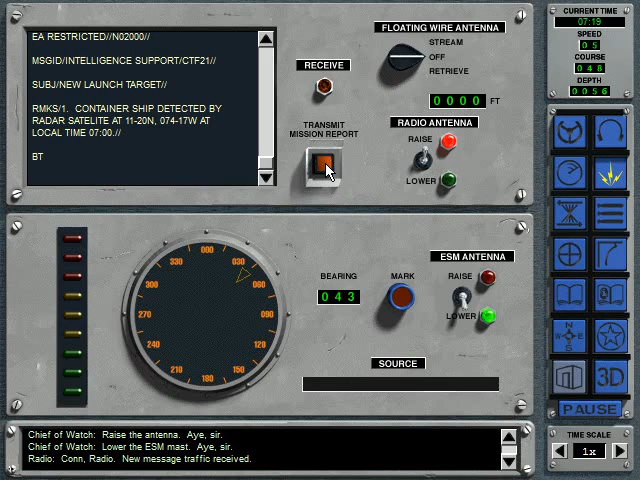 EA RESTRICTED//N02000//
MSGID/INTELLIGENCE SUPPORT/CTF21//
SUBJ/NEW LAUNCH TARGET//
RMKS/1. CONTAINER SHIP DETECTED BY
RADAR SATELITE AT 11-20N, 074-17W AT
LOCAL TIME 07:00.//
BT
RECEIVE
TRANSMIT
MISSION REPORT
FLOATING WIRE ANTENNA
STREAM
OFF
RETRIEVE
0000 FT
RADIO ANTENNA
RAISE
LOWER
CURRENT TIME
07:19
SPEED
05
COURSE
048
DEPTH
0056
000
030
060
090
120
150
180
210
240
270
300
330
BEARING
043
MARK
ESM ANTENNA
RAISE
LOWER
SOURCE
N
W E
S
3D
PAUSE
TIME SCALE
1x
Chief of Watch: Raise the antenna. Aye, sir.
Chief of Watch: Lower the ESM mast. Aye, sir.
Radio: Conn, Radio. New message traffic received.